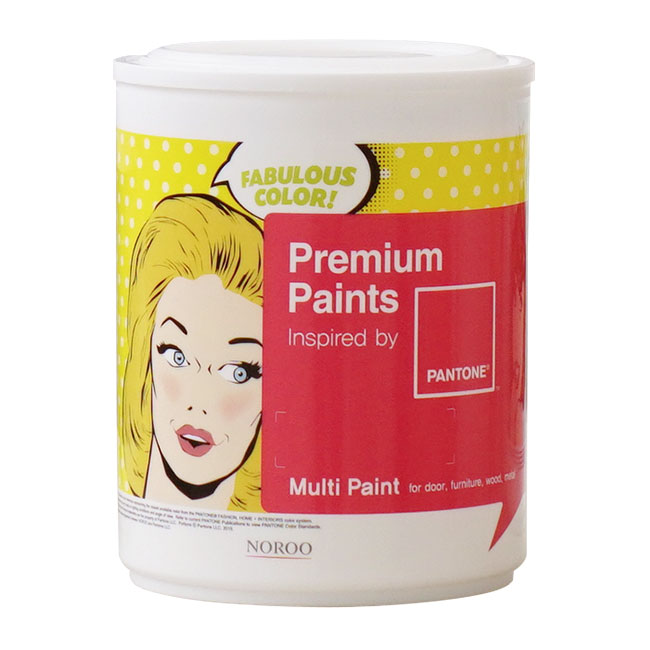 FABULOUS
COLOR!
Premium
Paints
Inspired by
PANTONE®
Multi Paint for door, furniture, wood, metal
NOROO